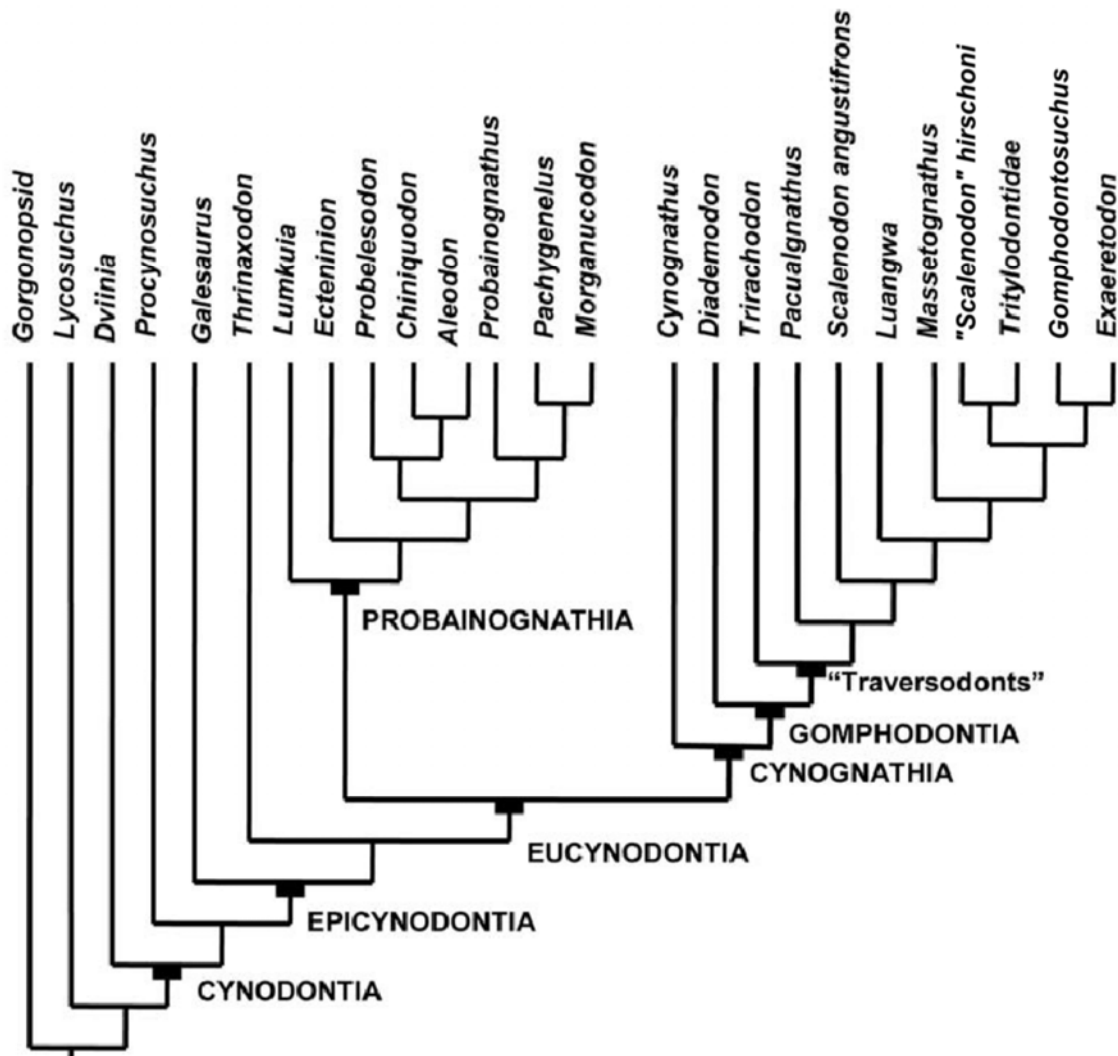 Gorgonopsid
Lycosuchus
Dviinia
Procynosuchus
Galesaurus
Thrinaxodon
Lumkuia
Ecteninion
Probelesodon
Chiniquodon
Aleodon
Probainognathus
Pachygenelus
Morganucodon
Cynognathus
Diademodon
Trirachodon
Pacualgnathus
Scalenodon angustifrons
Luangwa
Massetognathus
"Scalenodon" hirschoni
Tritylodontidae
Gomphodontosuchus
Exaeretodon
PROBAINOGNATHIA
“Traversodonts”
GOMPHODONTIA
CYNOGNATHIA
EUCYNODONTIA
EPICYNODONTIA
CYNODONTIA